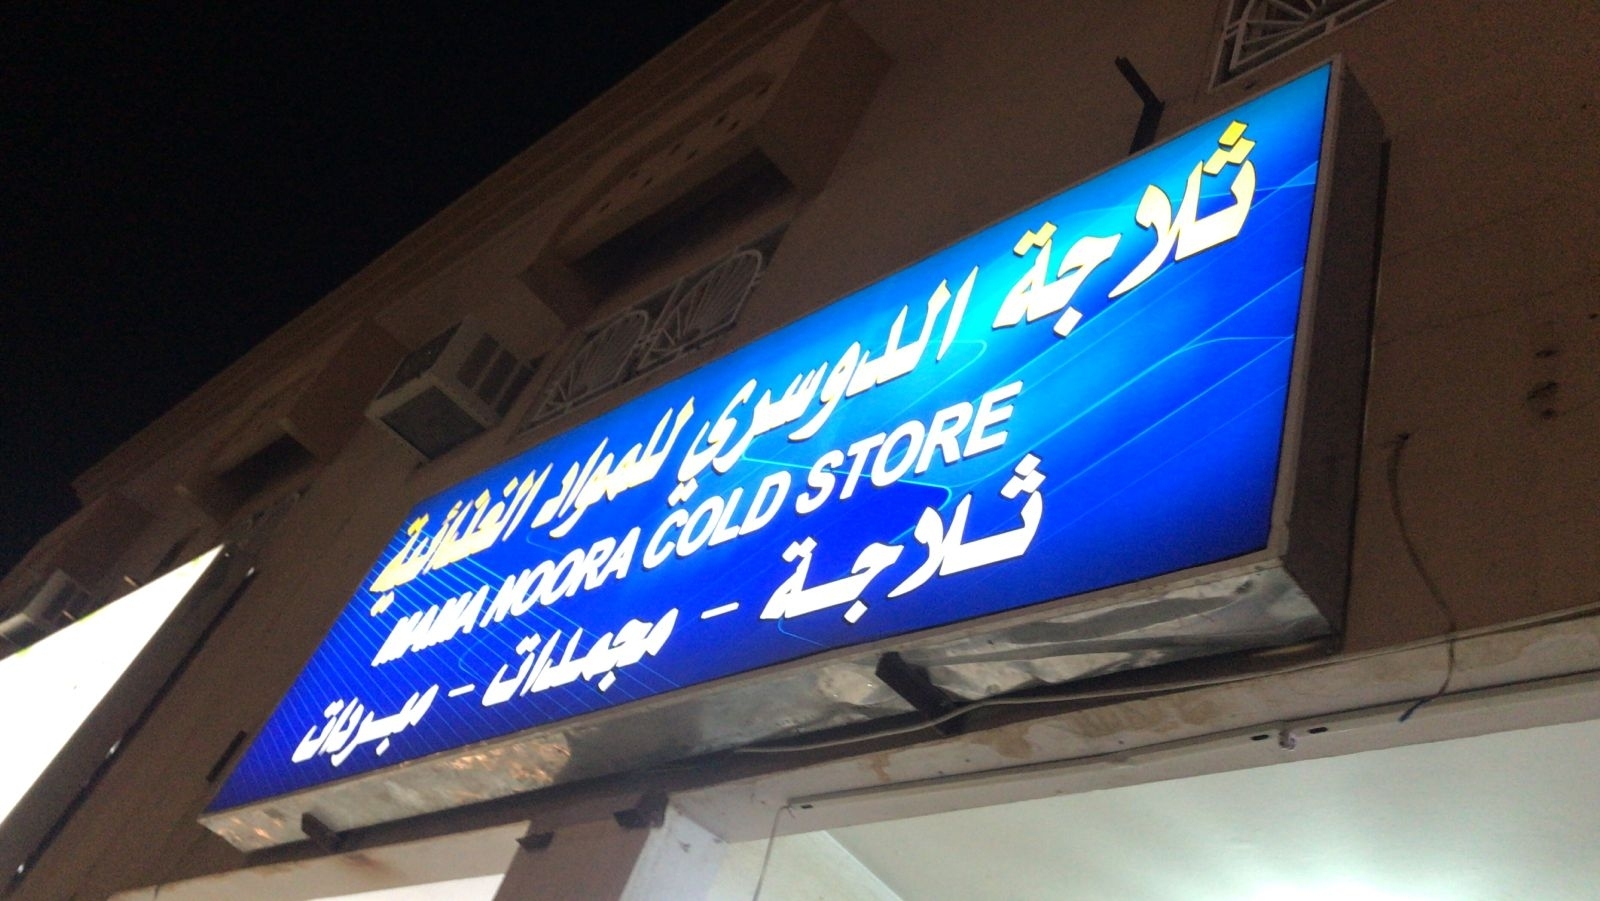 ثلاجة الدوسري للمواد الغذائية
MAMA NOORA COLD STORE
ثلاجة - مجمدات - مبردات